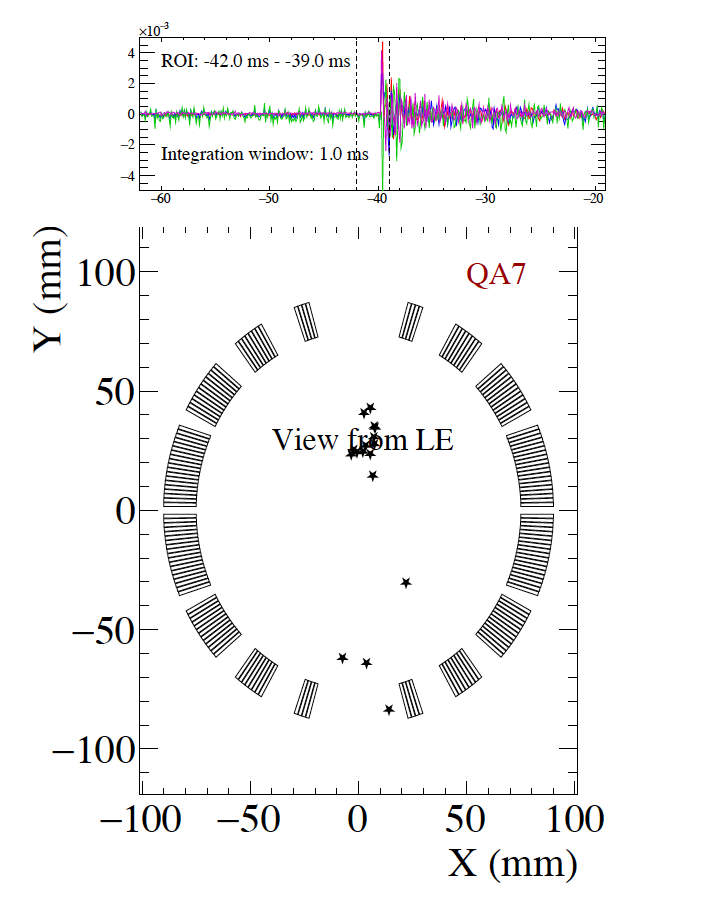 ×10⁻³
4
ROI: -42.0 ms - -39.0 ms
2
0
−2
Integration window: 1.0 ms
−4
−60 −50 −40 −30 −20
Y (mm)
100
QA7
50
View from LE
0
−50
−100
−100 −50 0 50 100
X (mm)